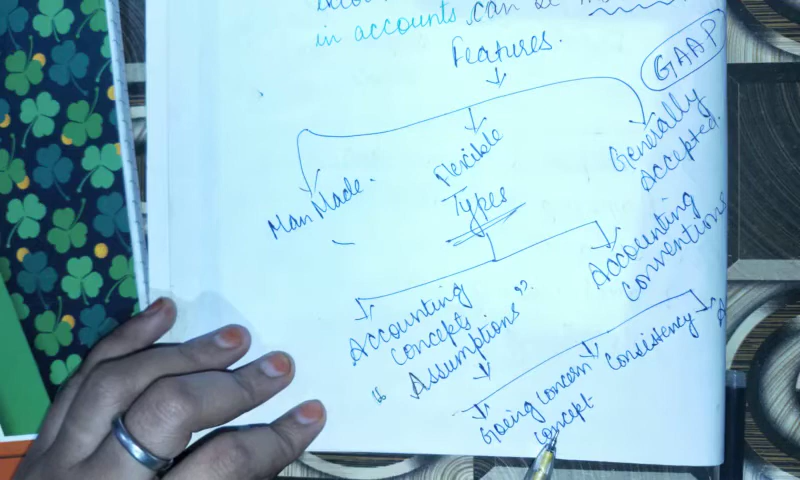 in accounts can be
Features.
GAAP
Man Made.
Flexible
Generally
Accepted.
Types
Accounting
concepts
"Assumptions".
Accounting
conventions
Going concern
concept
Consistency